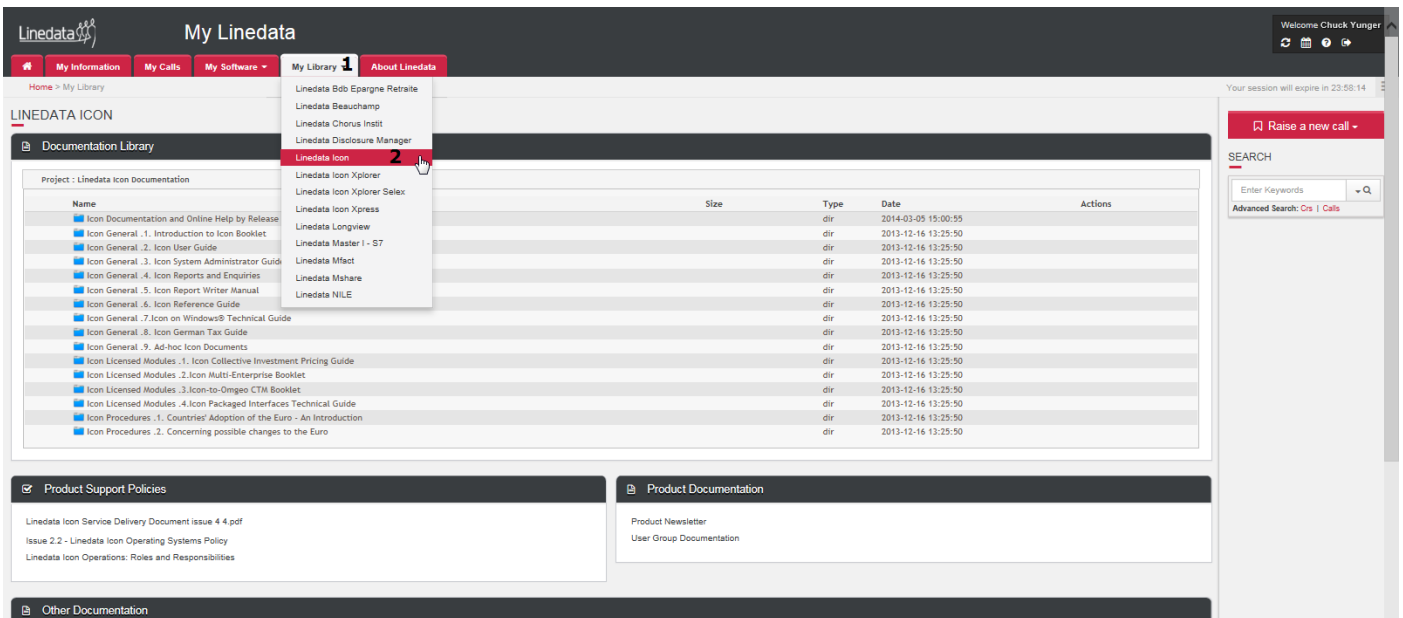 Linedata
My Linedata
Welcome Chuck Yunger
My Information
My Calls
My Software
My Library
1
About Linedata
Home > My Library
Your session will expire in 23:58:14
Linedata Bdb Epargne Retraite
Linedata Beauchamp
Linedata Chorus Instit
Linedata Disclosure Manager
Linedata Icon
2
Linedata Icon Xplorer
Linedata Icon Xplorer Selex
Linedata Icon Xpress
Linedata Longview
Linedata Master I - S7
Linedata Mfact
Linedata Mshare
Linedata NILE
LINEDATA ICON
Documentation Library
Project : Linedata Icon Documentation
Name Size Type Date Actions
Icon Documentation and Online Help by Release dir 2014-03-05 15:00:55
Icon General .1. Introduction to Icon Booklet dir 2013-12-16 13:25:50
Icon General .2. Icon User Guide dir 2013-12-16 13:25:50
Icon General .3. Icon System Administrator Guide dir 2013-12-16 13:25:50
Icon General .4. Icon Reports and Enquiries dir 2013-12-16 13:25:50
Icon General .5. Icon Report Writer Manual dir 2013-12-16 13:25:50
Icon General .6. Icon Reference Guide dir 2013-12-16 13:25:50
Icon General .7.Icon on Windows® Technical Guide dir 2013-12-16 13:25:50
Icon General .8. Icon German Tax Guide dir 2013-12-16 13:25:50
Icon General .9. Ad-hoc Icon Documents dir 2013-12-16 13:25:50
Icon Licensed Modules .1. Icon Collective Investment Pricing Guide dir 2013-12-16 13:25:50
Icon Licensed Modules .2.Icon Multi-Enterprise Booklet dir 2013-12-16 13:25:50
Icon Licensed Modules .3.Icon-to-Omgeo CTM Booklet dir 2013-12-16 13:25:50
Icon Licensed Modules .4.Icon Packaged Interfaces Technical Guide dir 2013-12-16 13:25:50
Icon Procedures .1. Countries' Adoption of the Euro - An Introduction dir 2013-12-16 13:25:50
Icon Procedures .2. Concerning possible changes to the Euro dir 2013-12-16 13:25:50
Raise a new call
SEARCH
Enter Keywords
Advanced Search: Crs | Calls
Product Support Policies
Linedata Icon Service Delivery Document issue 4 4.pdf
Issue 2.2 - Linedata Icon Operating Systems Policy
Linedata Icon Operations: Roles and Responsibilities
Product Documentation
Product Newsletter
User Group Documentation
Other Documentation